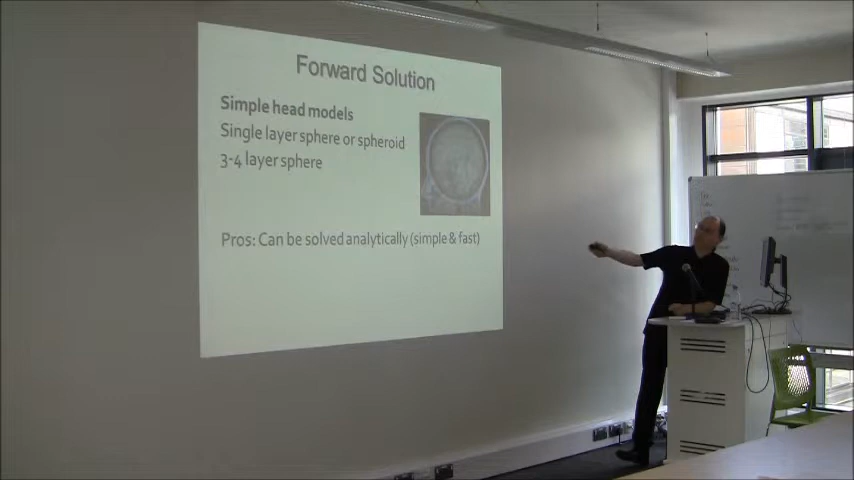 Forward Solution
Simple head models
Single layer sphere or spheroid
3-4 layer sphere
Pros: Can be solved analytically (simple & fast)